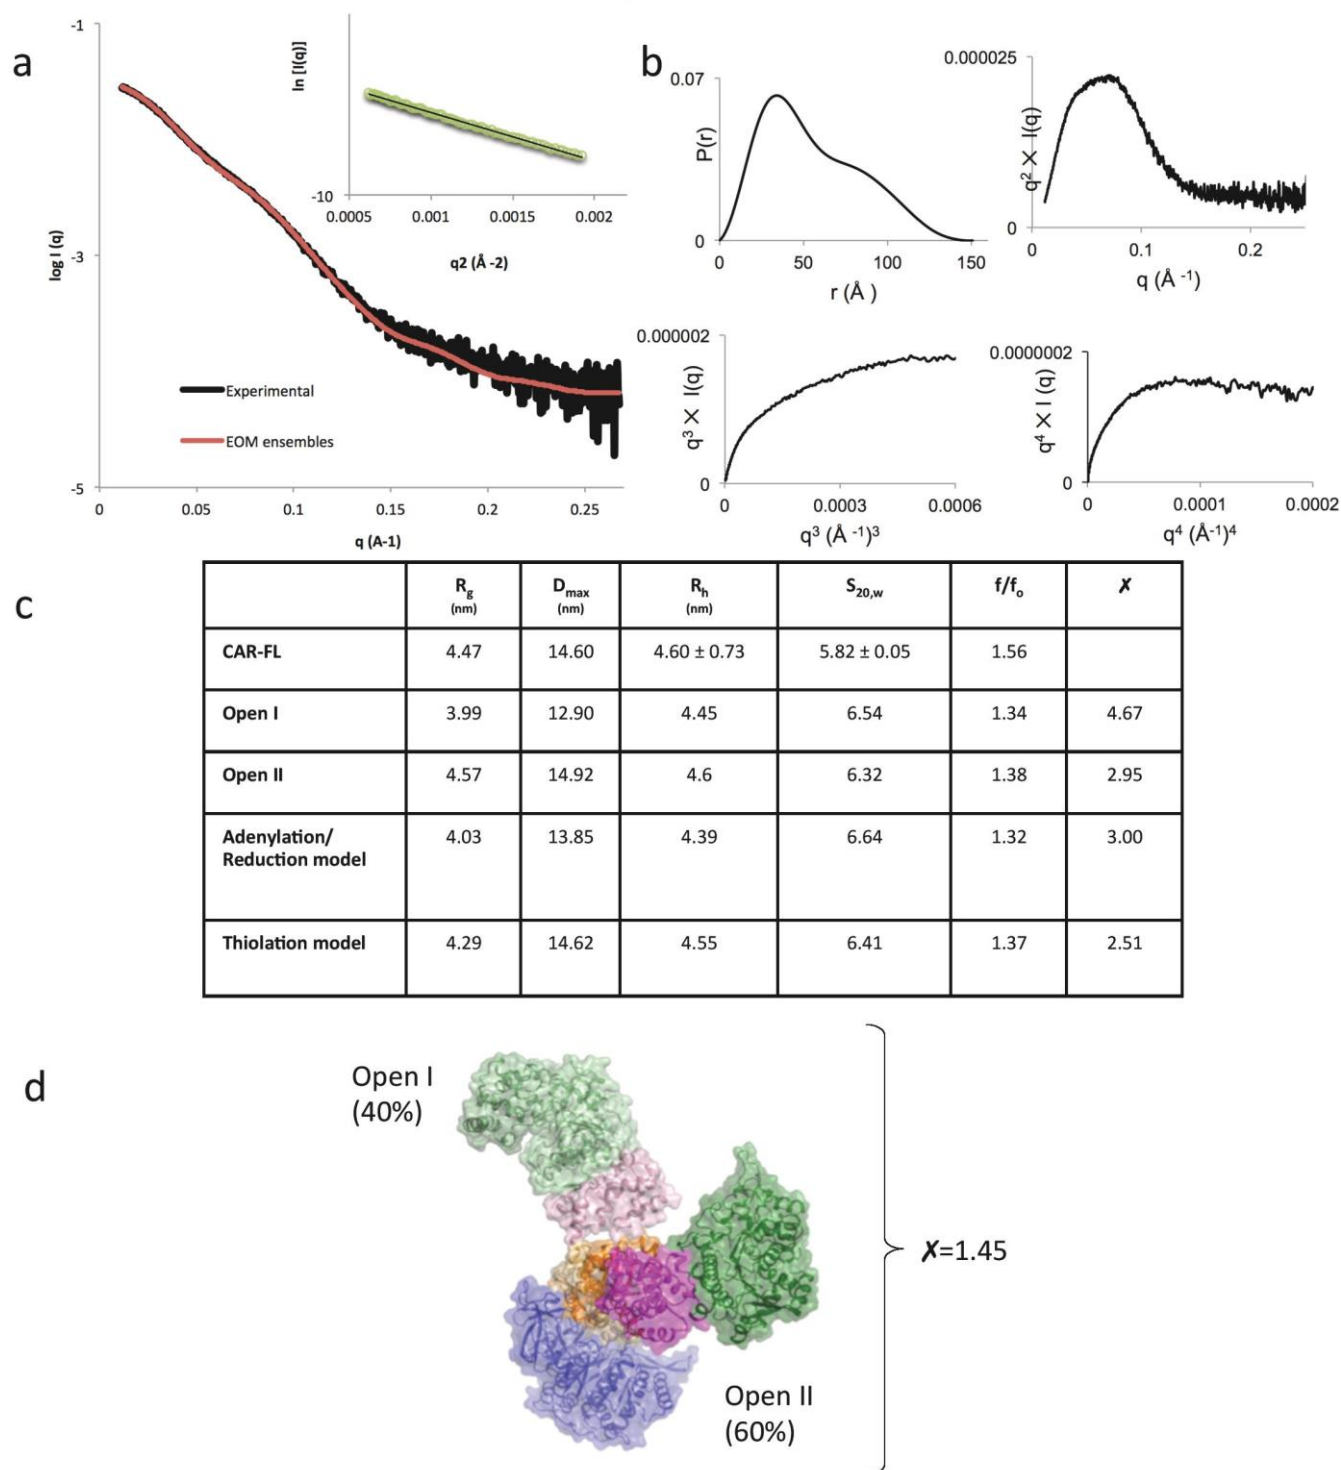 a
-1
-3
-5
log I (q)
0
0.05
0.1
0.15
0.2
0.25
q (A-1)
Experimental
EOM ensembles
ln [I(q)]
-10
0.0005
0.001
0.0015
0.002
q2 (Å -2)
b
0.07
P(r)
0
0
50
100
150
r (Å )
0.000025
q² X I(q)
0
0
0.1
0.2
q (Å ⁻¹)
0.000002
q³ X I(q)
0
0
0.0003
0.0006
q³ (Å ⁻¹)³
0.0000002
q⁴ X I (q)
0
0
0.0001
0.0002
q⁴ (Å⁻¹)⁴
c
Rg (nm) Dmax (nm) Rh (nm) S20,w f/fo ✗
CAR-FL 4.47 14.60 4.60 ± 0.73 5.82 ± 0.05 1.56
Open I 3.99 12.90 4.45 6.54 1.34 4.67
Open II 4.57 14.92 4.6 6.32 1.38 2.95
Adenylation/ 4.03 13.85 4.39 6.64 1.32 3.00
Reduction model
Thiolation model 4.29 14.62 4.55 6.41 1.37 2.51
d
Open I
(40%)
✗=1.45
Open II
(60%)